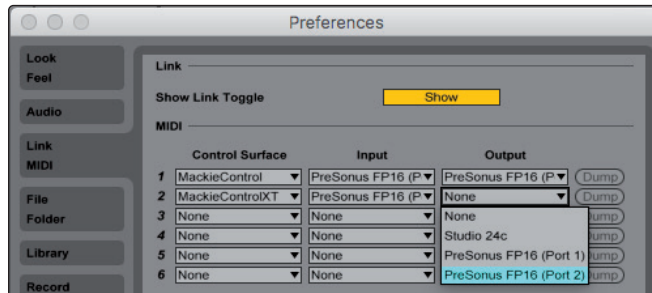 Preferences
Look
Feel
Audio
Link
MIDI
File
Folder
Library
Record
Link
Show Link Toggle Show
MIDI
Control Surface Input Output
1 MackieControl PreSonus FP16 (P PreSonus FP16 (P Dump
2 MackieControlXT PreSonus FP16 (P None Dump
3 None None None
4 None None Studio 24c
5 None None PreSonus FP16 (Port 1)
6 None None PreSonus FP16 (Port 2)